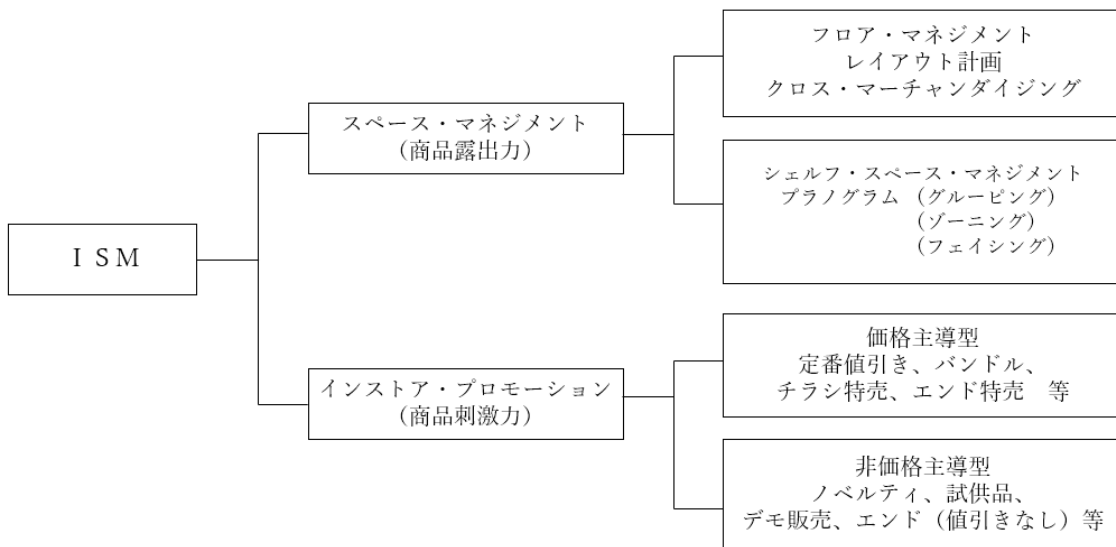 ISM
スペース・マネジメント
(商品露出力)
フロア・マネジメント
レイアウト計画
クロス・マーチャンダイジング
シェルフ・スペース・マネジメント
プラノグラム (グルーピング)
(ゾーニング)
(フェイシング)
インストア・プロモーション
(商品刺激力)
価格主導型
定番値引き、バンドル、
チラシ特売、エンド特売 等
非価格主導型
ノベルティ、試供品、
デモ販売、エンド(値引きなし)等